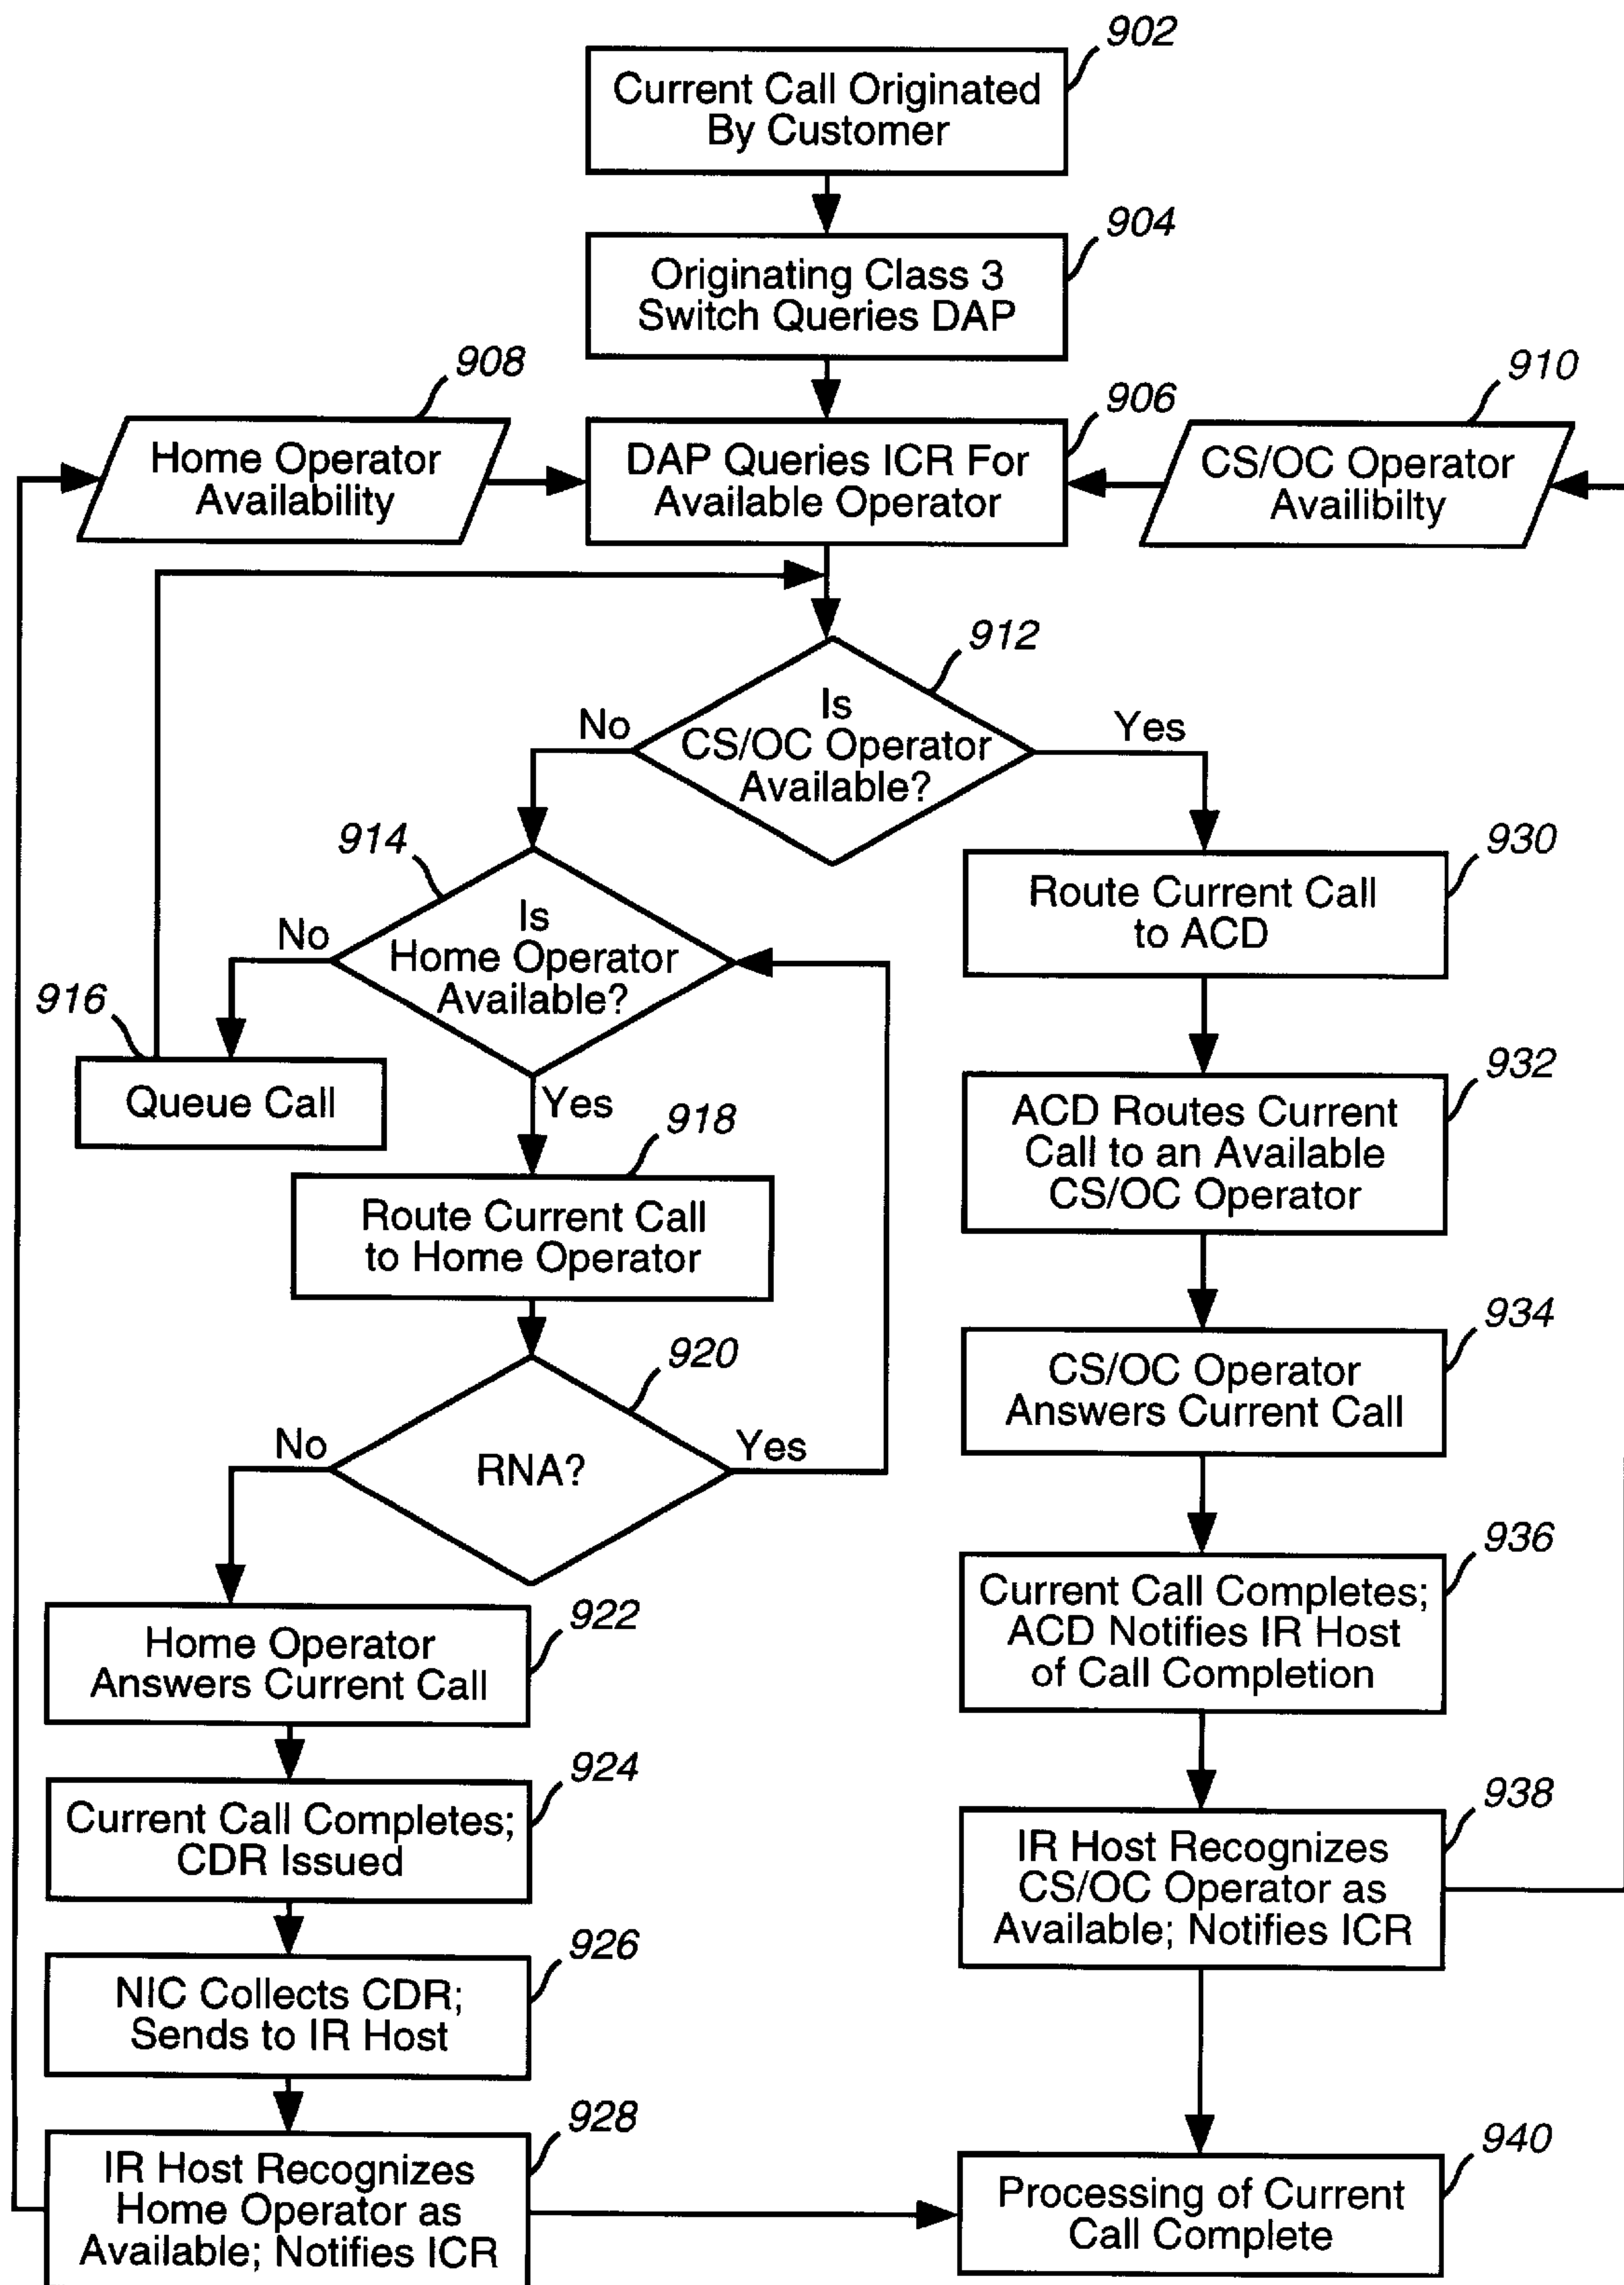 902
Current Call Originated
By Customer
904
Originating Class 3
Switch Queries DAP
908
Home Operator
Availability
906
DAP Queries ICR For
Available Operator
910
CS/OC Operator
Availibilty
912
Is
CS/OC Operator
Available?
No
Yes
914
Is
Home Operator
Available?
No
Yes
916
Queue Call
918
Route Current Call
to Home Operator
920
RNA?
No
Yes
922
Home Operator
Answers Current Call
924
Current Call Completes;
CDR Issued
926
NIC Collects CDR;
Sends to IR Host
928
IR Host Recognizes
Home Operator as
Available; Notifies ICR
930
Route Current Call
to ACD
932
ACD Routes Current
Call to an Available
CS/OC Operator
934
CS/OC Operator
Answers Current Call
936
Current Call Completes;
ACD Notifies IR Host
of Call Completion
938
IR Host Recognizes
CS/OC Operator as
Available; Notifies ICR
940
Processing of Current
Call Complete